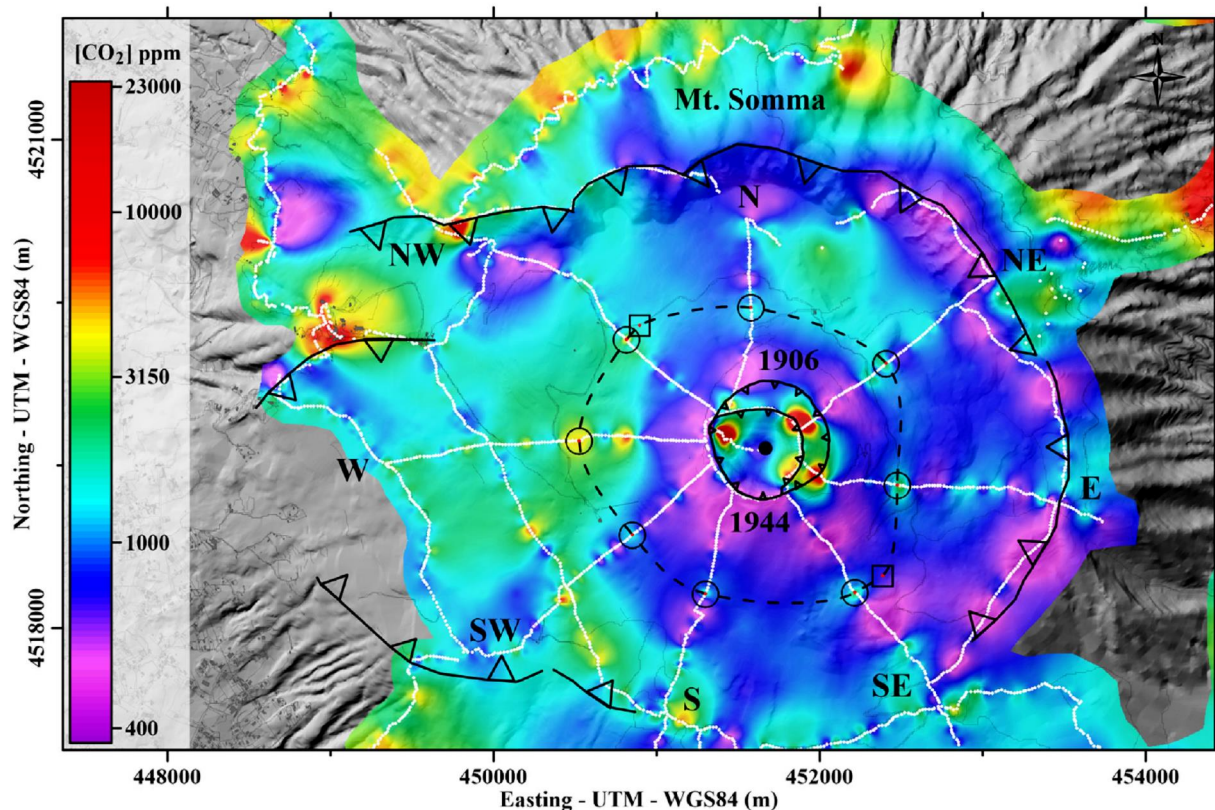 [CO₂] ppm
23000
10000
3150
1000
400
N
Mt. Somma
N
NW
NE
1906
W
E
1944
SW
S
SE
4521000
4518000
Northing - UTM - WGS84 (m)
448000
450000
452000
454000
Easting - UTM - WGS84 (m)